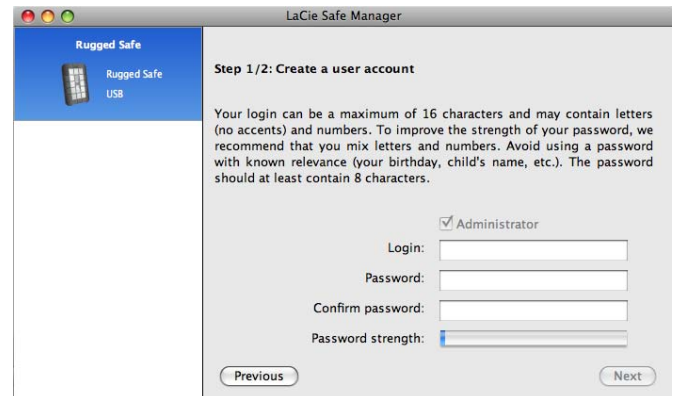 LaCie Safe Manager
Rugged Safe
Rugged Safe
USB
Step 1/2: Create a user account
Your login can be a maximum of 16 characters and may contain letters
(no accents) and numbers. To improve the strength of your password, we
recommend that you mix letters and numbers. Avoid using a password
with known relevance (your birthday, child's name, etc.). The password
should at least contain 8 characters.
Administrator
Login:
Password:
Confirm password:
Password strength:
Previous
Next